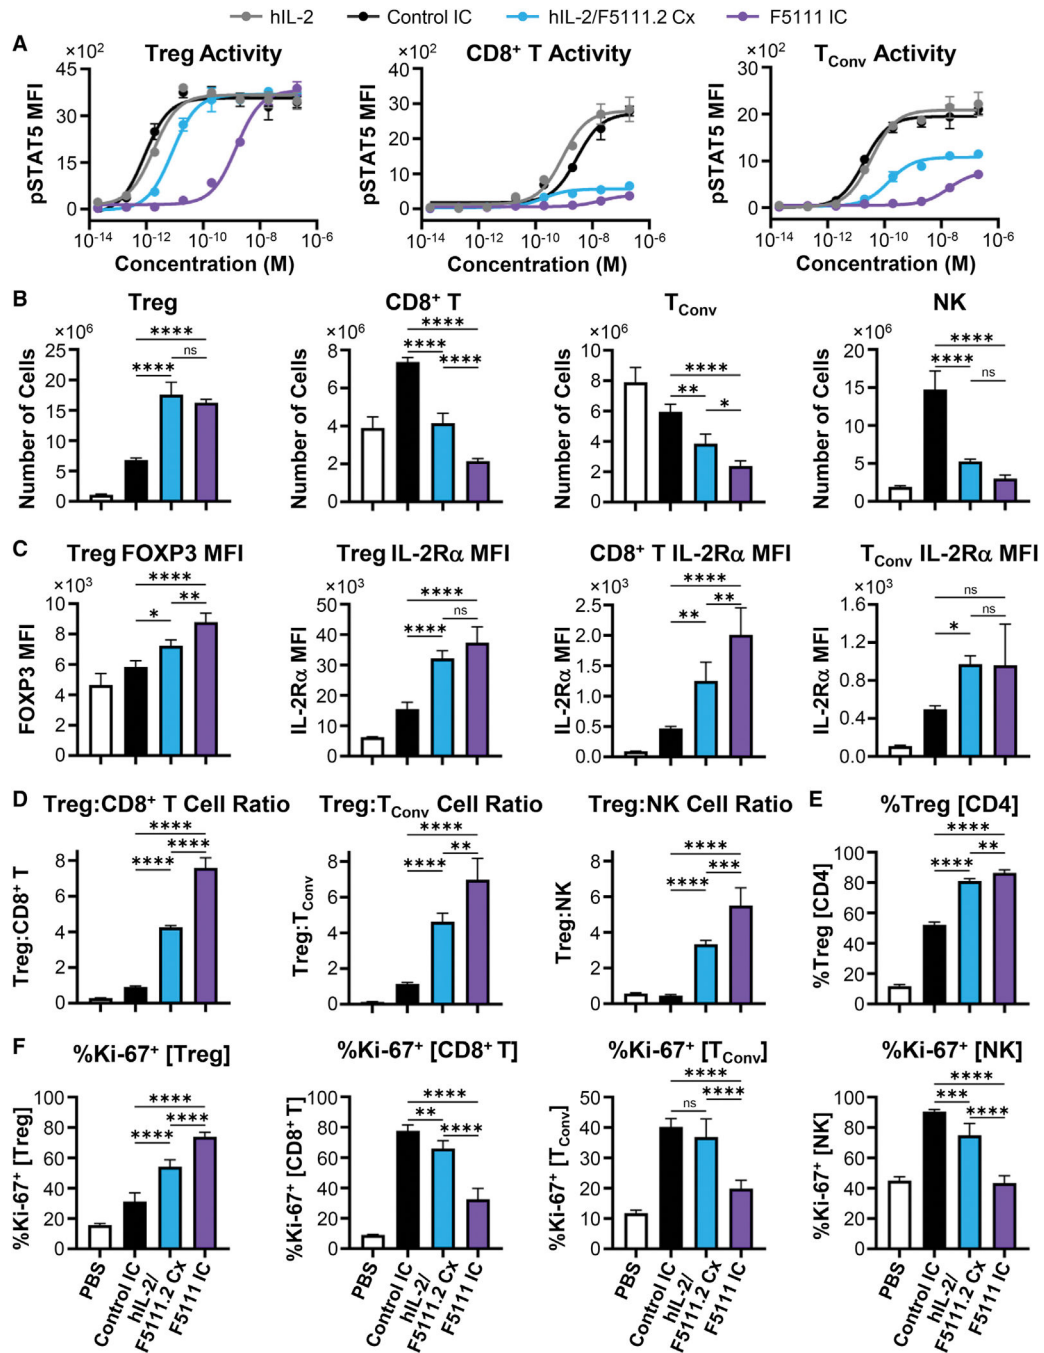 hIL-2 Control IC hIL-2/F5111.2 Cx F5111 IC
A
Treg Activity CD8⁺ T Activity TConv Activity
×10² ×10² ×10²
pSTAT5 MFI
45
30
15
0
10⁻¹⁴ 10⁻¹² 10⁻¹⁰ 10⁻⁸ 10⁻⁶
Concentration (M)
pSTAT5 MFI
40
30
20
10
0
10⁻¹⁴ 10⁻¹² 10⁻¹⁰ 10⁻⁸ 10⁻⁶
Concentration (M)
pSTAT5 MFI
30
20
10
0
10⁻¹⁴ 10⁻¹² 10⁻¹⁰ 10⁻⁸ 10⁻⁶
Concentration (M)
B
Treg
×10⁶
Number of Cells
25
20
15
10
5
0
****
**** ns
CD8⁺ T
×10⁶
Number of Cells
8
6
4
2
0
****
****
****
TConv
×10⁶
Number of Cells
10
8
6
4
2
0
****
**
*
NK
×10⁶
Number of Cells
20
15
10
5
0
****
****
ns
C
Treg FOXP3 MFI
×10³
FOXP3 MFI
10
8
6
4
2
0
****
**
*
Treg IL-2Rα MFI
×10³
IL-2Rα MFI
50
40
30
20
10
0
****
ns
****
CD8⁺ T IL-2Rα MFI
×10³
IL-2Rα MFI
2.5
2.0
1.5
1.0
0.5
0.0
****
**
**
TConv IL-2Rα MFI
×10³
IL-2Rα MFI
1.6
1.2
0.8
0.4
0.0
ns
ns
*
D
Treg:CD8⁺ T Cell Ratio
Treg:CD8⁺ T
8
6
4
2
0
****
****
****
Treg:TConv Cell Ratio
Treg:TConv
8
6
4
2
0
****
**
****
Treg:NK Cell Ratio
Treg:NK
8
6
4
2
0
****
***
****
E
%Treg [CD4]
%Treg [CD4]
100
80
60
40
20
0
****
**
****
F
%Ki-67⁺ [Treg]
%Ki-67⁺ [Treg]
100
80
60
40
20
0
****
****
****
PBS
Control IC
hIL-2/
F5111.2 Cx
F5111 IC
%Ki-67⁺ [CD8⁺ T]
%Ki-67⁺ [CD8⁺ T]
100
80
60
40
20
0
****
**
****
PBS
Control IC
hIL-2/
F5111.2 Cx
F5111 IC
%Ki-67⁺ [TConv]
%Ki-67⁺ [TConv]
50
40
30
20
10
0
****
ns ****
PBS
Control IC
hIL-2/
F5111.2 Cx
F5111 IC
%Ki-67⁺ [NK]
%Ki-67⁺ [NK]
100
80
60
40
20
0
****
***
****
PBS
Control IC
hIL-2/
F5111.2 Cx
F5111 IC